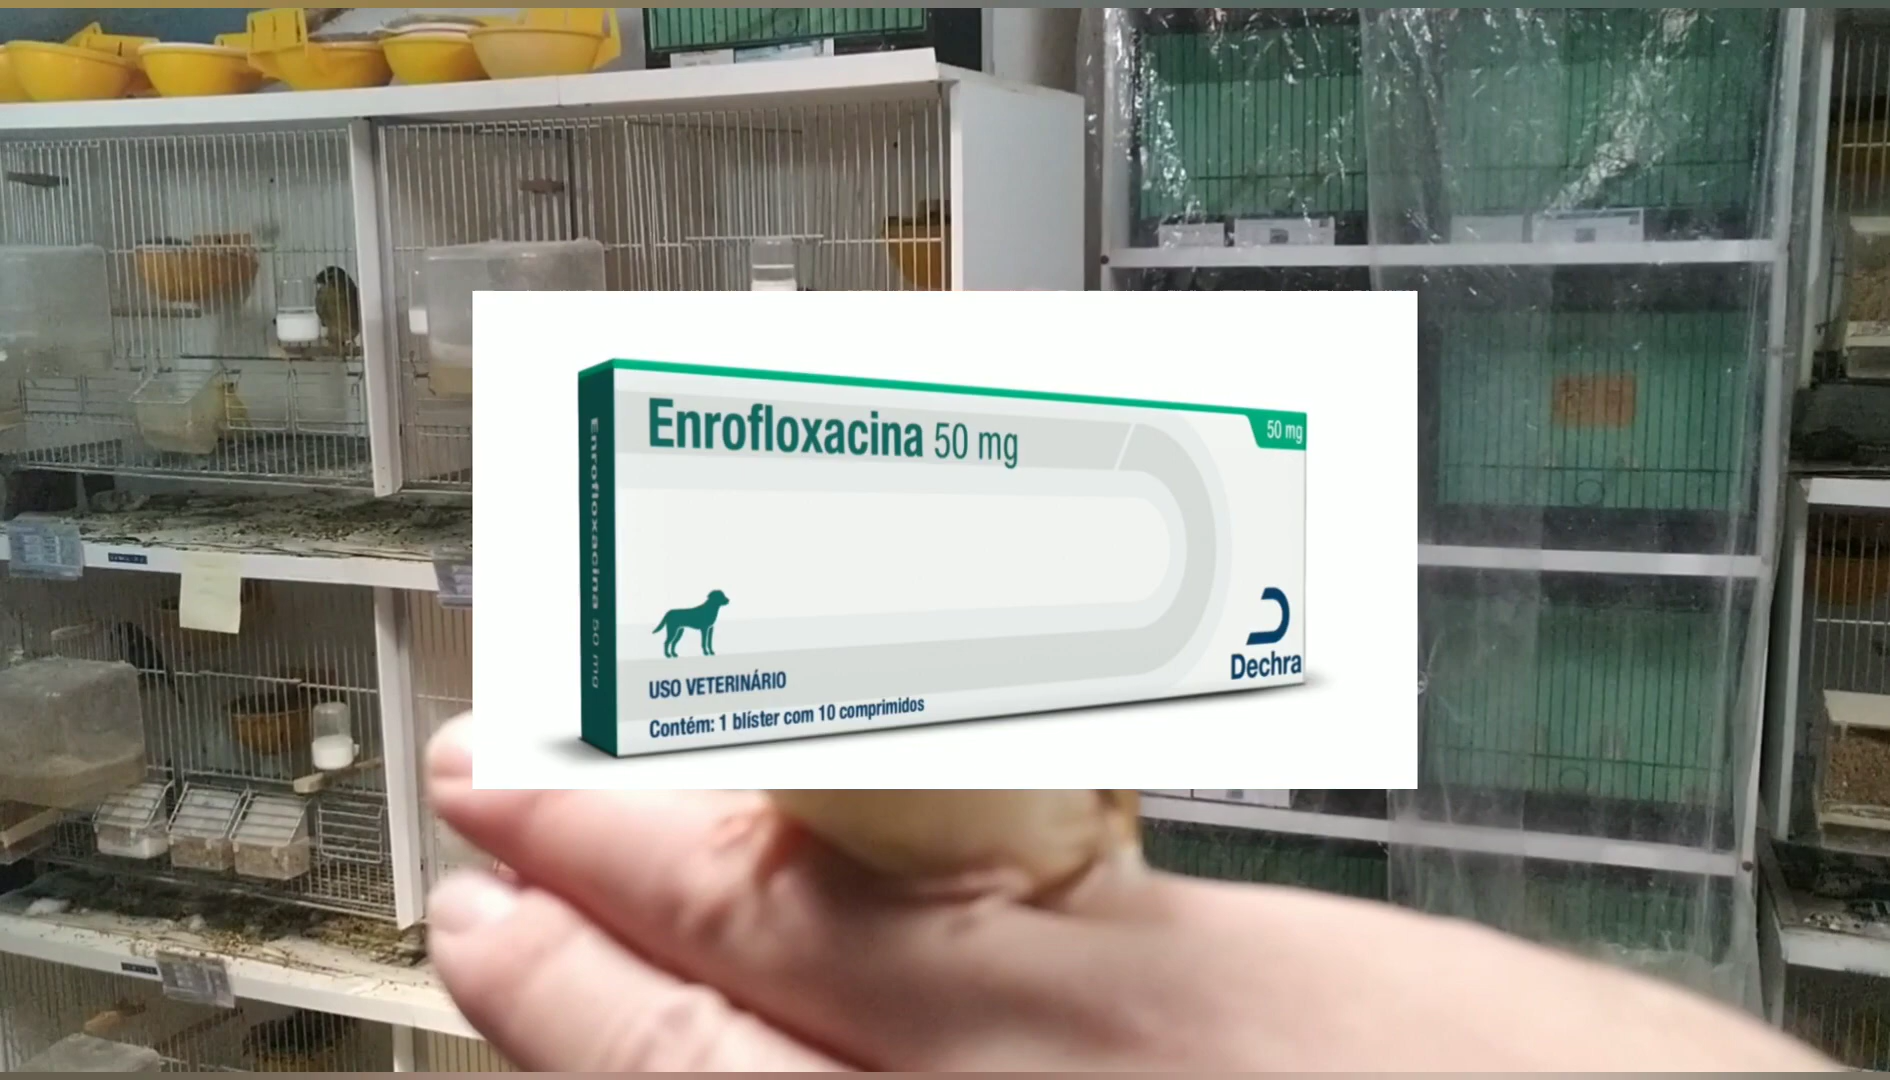 Enrofloxacina 50 mg
50 mg
Enrofloxacina 50 mg
USO VETERINÁRIO
Contém: 1 blíster com 10 comprimidos
Dechra